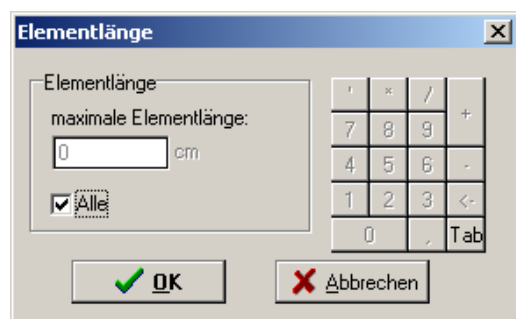 Elementlänge
Elementlänge
maximale Elementlänge:
0 cm
Alle
' * / +
7 8 9
4 5 6 -
1 2 3 <-
0 , Tab
OK
Abbrechen